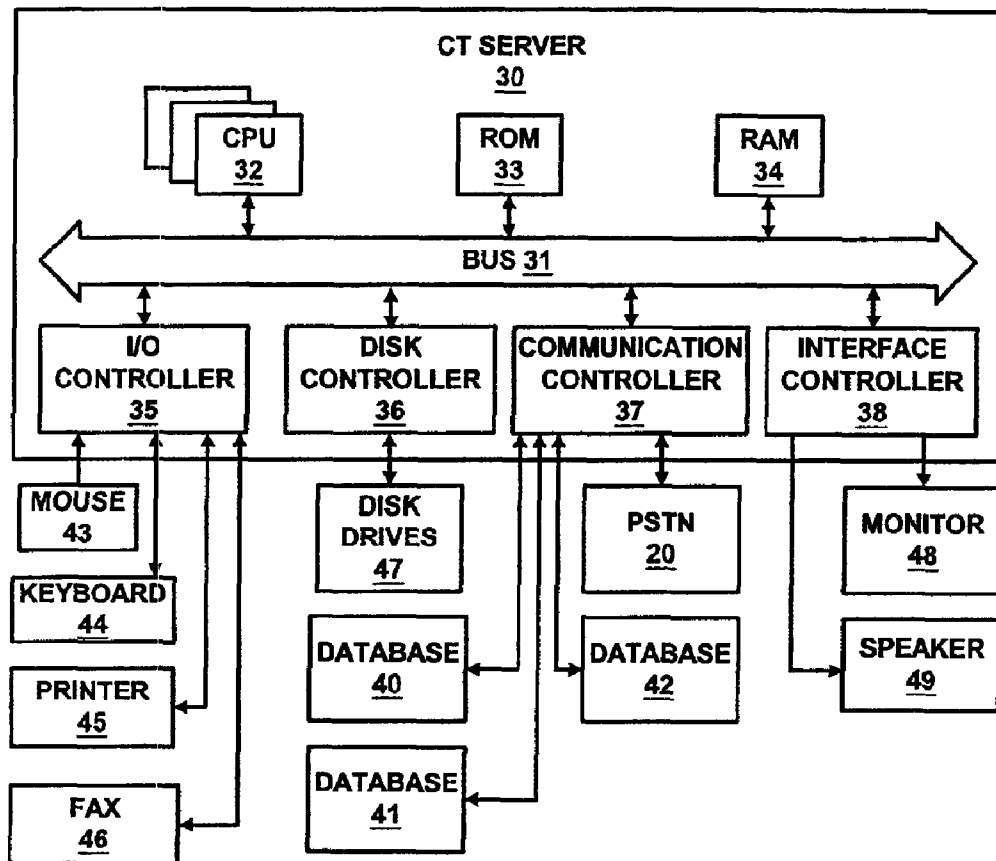 CT SERVER
30
CPU
32
ROM
33
RAM
34
BUS 31
I/O
CONTROLLER
35
DISK
CONTROLLER
36
COMMUNICATION
CONTROLLER
37
INTERFACE
CONTROLLER
38
MOUSE
43
DISK
DRIVES
47
PSTN
20
MONITOR
48
KEYBOARD
44
DATABASE
40
DATABASE
42
SPEAKER
49
PRINTER
45
DATABASE
41
FAX
46